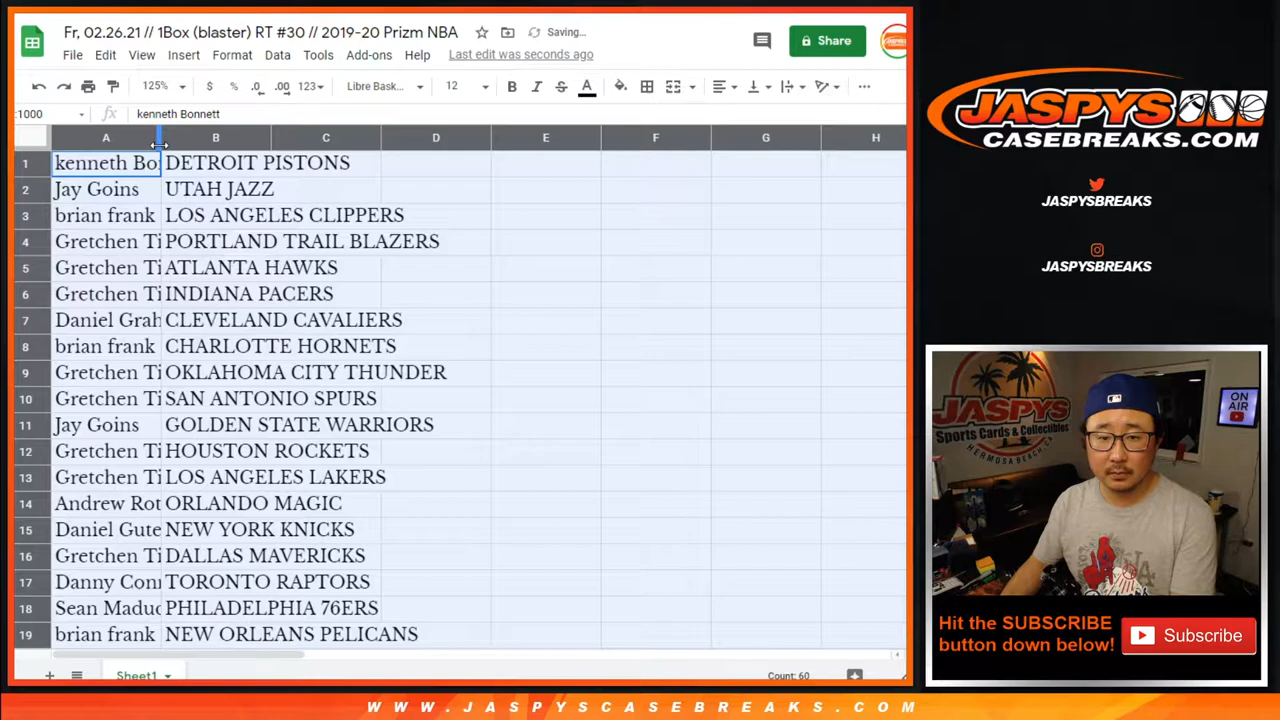 Fr, 02.26.21 // 1Box (blaster) RT #30 // 2019-20 Prizm NBA
Saving...
File Edit View Insert Format Data Tools Add-ons Help Last edit was seconds ago
Share
125% $ % .0 .00 123 Libre Bask... 12 B I S A
:1000 fx kenneth Bonnett
A B C D E F G H
1 kenneth Bo DETROIT PISTONS
2 Jay Goins UTAH JAZZ
3 brian frank LOS ANGELES CLIPPERS
4 Gretchen Ti PORTLAND TRAIL BLAZERS
5 Gretchen Ti ATLANTA HAWKS
6 Gretchen Ti INDIANA PACERS
7 Daniel Grah CLEVELAND CAVALIERS
8 brian frank CHARLOTTE HORNETS
9 Gretchen Ti OKLAHOMA CITY THUNDER
10 Gretchen Ti SAN ANTONIO SPURS
11 Jay Goins GOLDEN STATE WARRIORS
12 Gretchen Ti HOUSTON ROCKETS
13 Gretchen Ti LOS ANGELES LAKERS
14 Andrew Rot ORLANDO MAGIC
15 Daniel Gute NEW YORK KNICKS
16 Gretchen Ti DALLAS MAVERICKS
17 Danny Con TORONTO RAPTORS
18 Sean Maduc PHILADELPHIA 76ERS
19 brian frank NEW ORLEANS PELICANS
Sheet1
Count: 60
JASPYS
CASEBREAKS.COM
JASPYSBREAKS
JASPYSBREAKS
JASPYS
Sports Cards & Collectibles
HERMOSA BEACH
ON
AIR
Hit the SUBSCRIBE
button down below!
Subscribe
WWW.JASPYSCASEBREAKS.COM